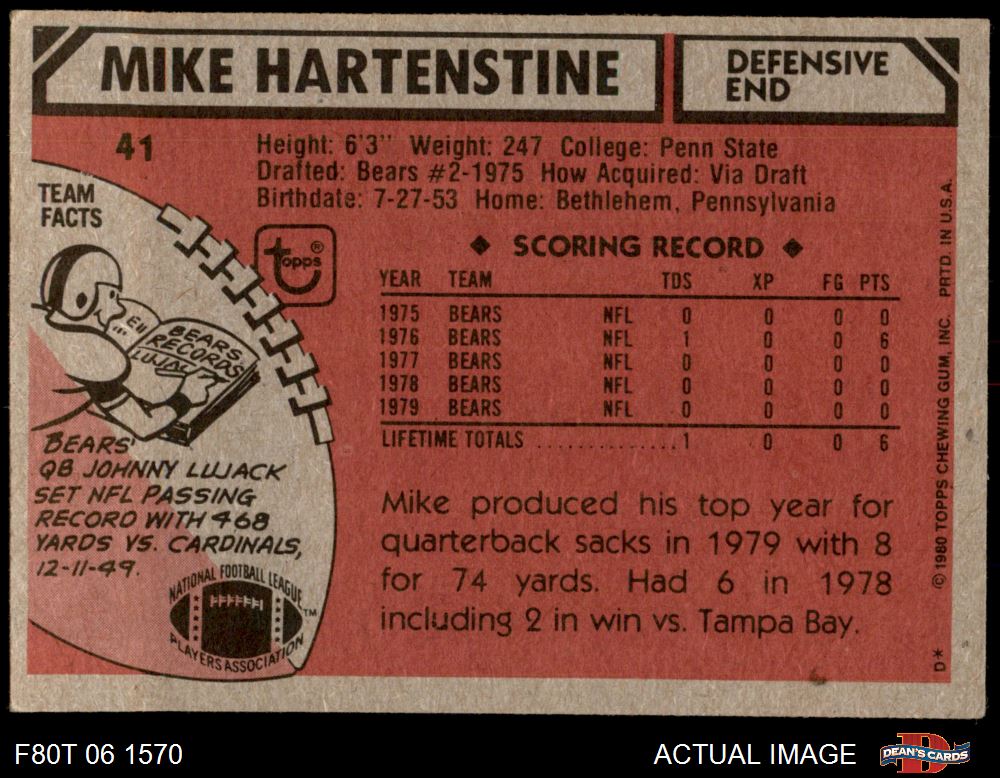 MIKE HARTENSTINE
DEFENSIVE
END
41
Height: 6'3" Weight: 247 College: Penn State
Drafted: Bears #2-1975 How Acquired: Via Draft
Birthdate: 7-27-53 Home: Bethlehem, Pennsylvania
TEAM
FACTS
topps®
BEARS
RECORDS
LUJACK
BEARS'
QB JOHNNY LUJACK
SET NFL PASSING
RECORD WITH 468
YARDS VS. CARDINALS,
12-11-49.
NATIONAL FOOTBALL LEAGUE
PLAYERS ASSOCIATION
TM
◆ SCORING RECORD ◆
YEAR TEAM TDS XP FG PTS
1975 BEARS NFL 0 0 0 0
1976 BEARS NFL 1 0 0 6
1977 BEARS NFL 0 0 0 0
1978 BEARS NFL 0 0 0 0
1979 BEARS NFL 0 0 0 0
LIFETIME TOTALS .............. 1 0 0 6
Mike produced his top year for
quarterback sacks in 1979 with 8
for 74 yards. Had 6 in 1978
including 2 in win vs. Tampa Bay.
D* © 1980 TOPPS CHEWING GUM, INC. PRTD. IN U.S.A.
F80T 06 1570
ACTUAL IMAGE
D
DEAN'S CARDS